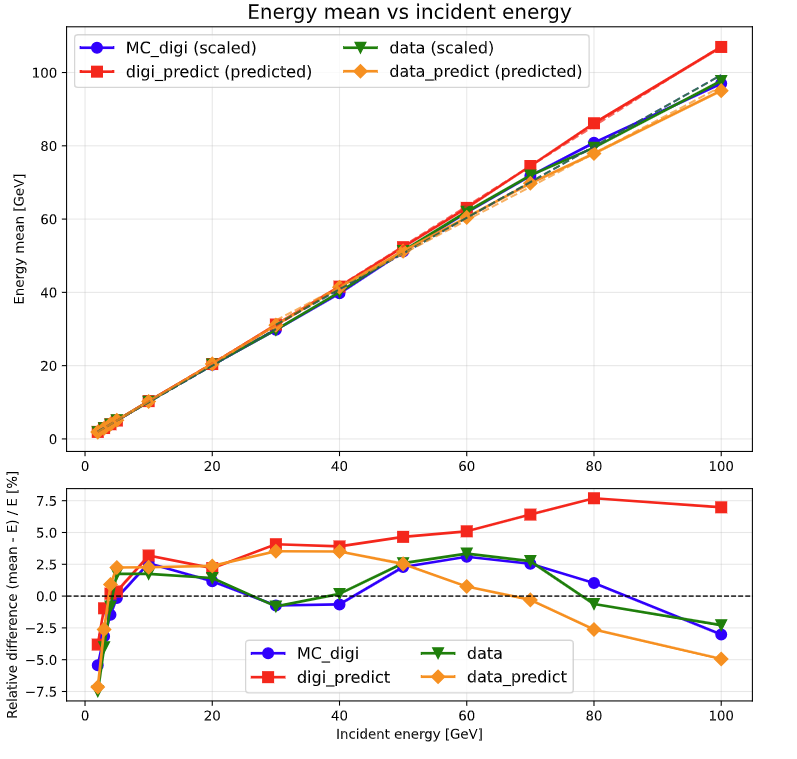 Energy mean vs incident energy
MC_digi (scaled)
digi_predict (predicted)
data (scaled)
data_predict (predicted)
Energy mean [GeV]
100
80
60
40
20
0
0 20 40 60 80 100
Relative difference (mean - E) / E [%]
7.5
5.0
2.5
0.0
−2.5
−5.0
−7.5
MC_digi
digi_predict
data
data_predict
0 20 40 60 80 100
Incident energy [GeV]